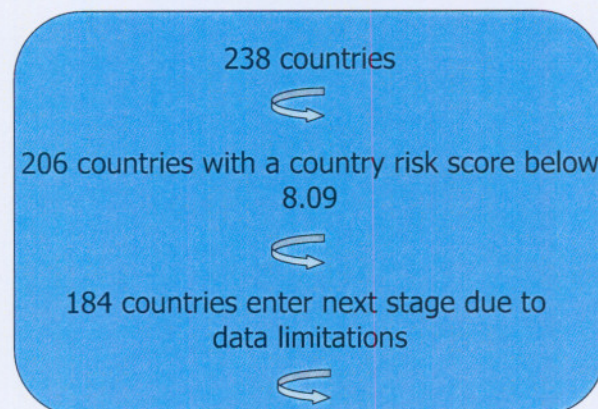 238 countries
206 countries with a country risk score below
8.09
184 countries enter next stage due to
data limitations